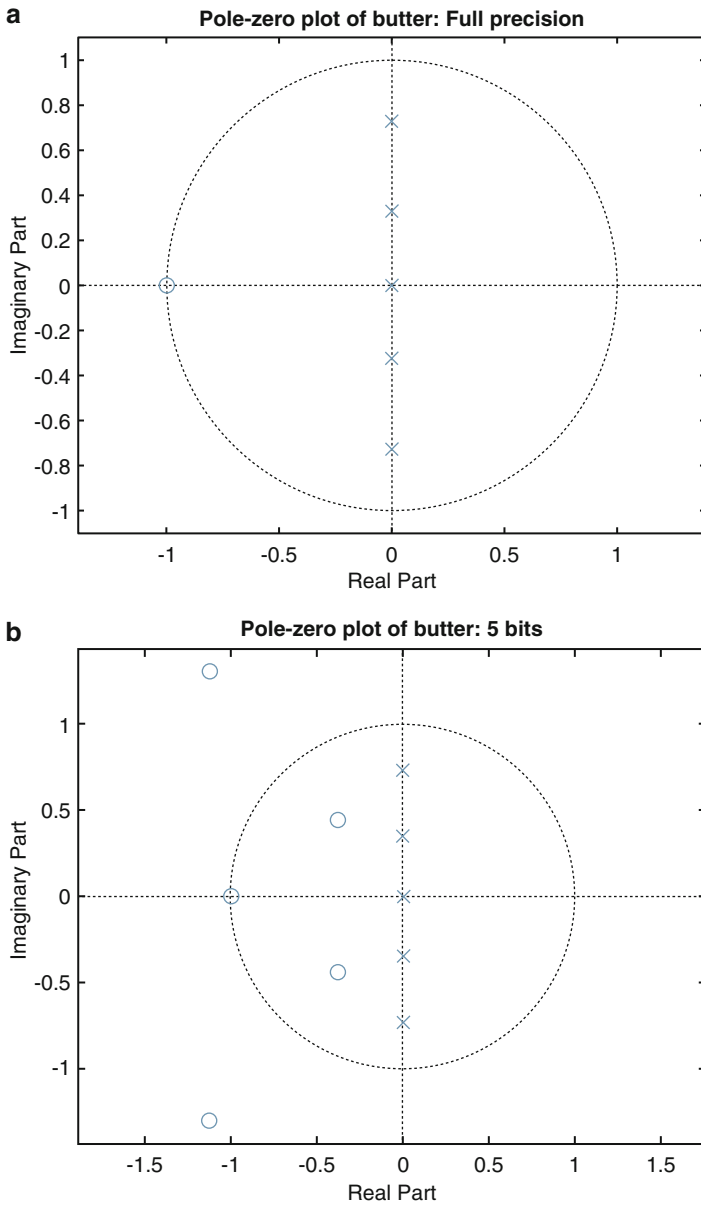 a
Pole-zero plot of butter: Full precision
1
0.8
0.6
0.4
0.2
0
-0.2
-0.4
-0.6
-0.8
-1
Imaginary Part
-1 -0.5 0 0.5 1
Real Part
b
Pole-zero plot of butter: 5 bits
1
0.5
0
-0.5
-1
Imaginary Part
-1.5 -1 -0.5 0 0.5 1 1.5
Real Part